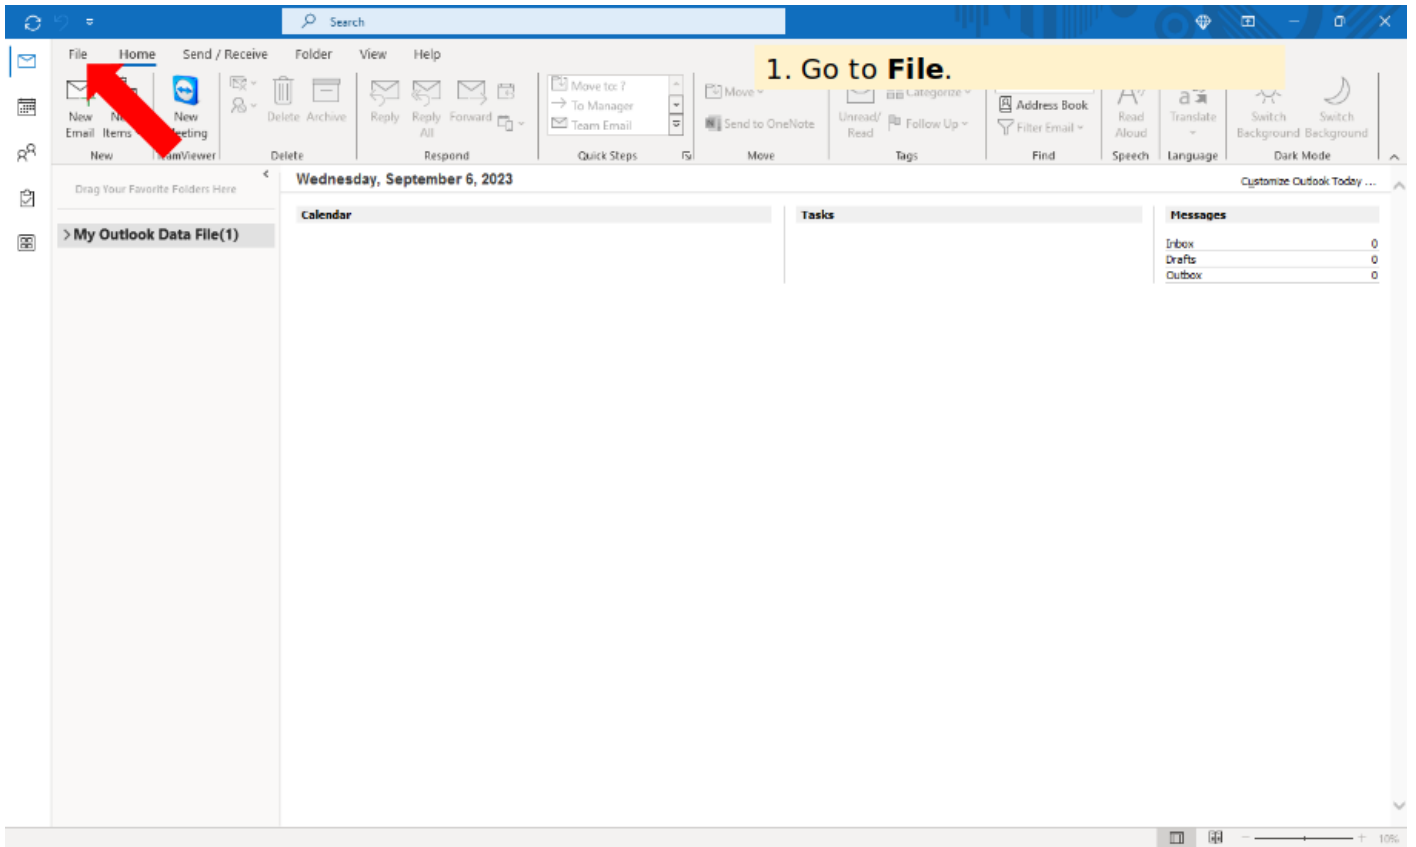 Search
File Home Send / Receive Folder View Help
1. Go to File.
New Email
Items
New
Delete Archive
Reply
Reply All
Forward
Move to: ?
To Manager
Team Email
Move
Send to OneNote
Unread/ Read
Categorize
Follow Up
Address Book
Filter Email
Read Aloud
Translate
Switch Background
Switch Background
New TeamViewer Delete Respond Quick Steps Move Tags Find Speech Language Dark Mode
Drag Your Favorite Folders Here
Wednesday, September 6, 2023
Customize Outlook Today ...
Calendar Tasks Messages
My Outlook Data File(1)
Inbox 0
Drafts 0
Outbox 0
10%